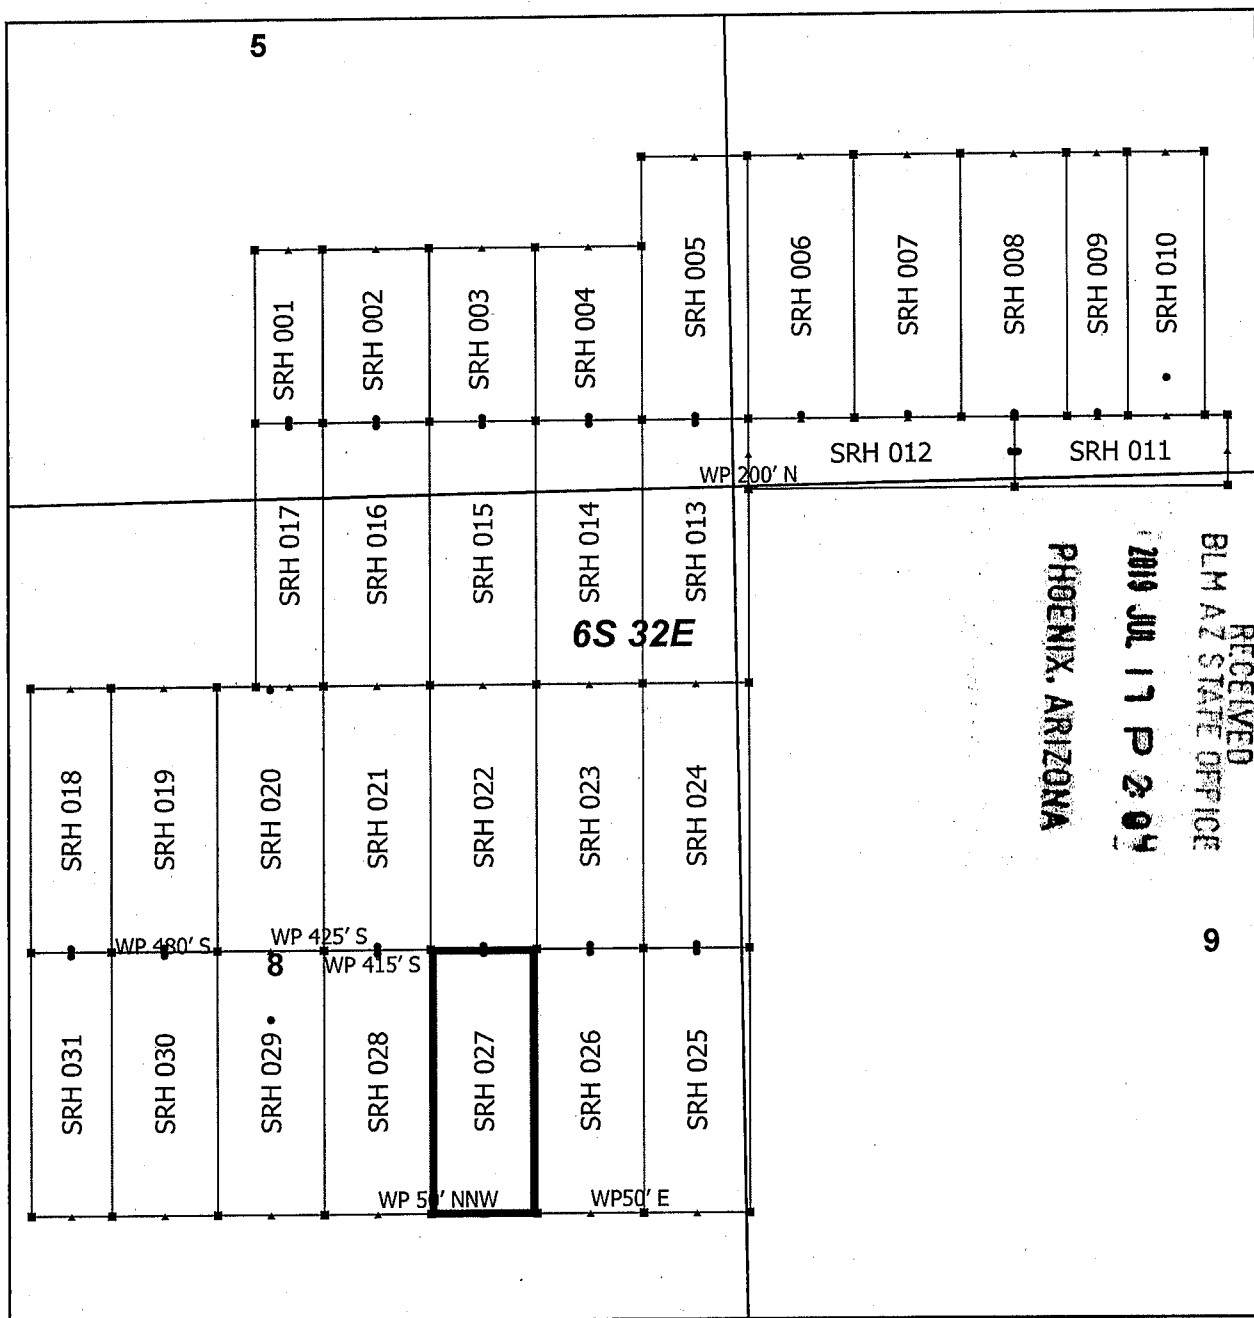 5
SRH 001
SRH 002
SRH 003
SRH 004
SRH 005
SRH 006
SRH 007
SRH 008
SRH 009
SRH 010
SRH 012
SRH 011
WP 200' N
SRH 017
SRH 016
SRH 015
SRH 014
SRH 013
6S 32E
RECEIVED
BLM AZ STATE OFFICE
2019 JUL 17 P 2:04
PHOENIX, ARIZONA
SRH 018
SRH 019
SRH 020
SRH 021
SRH 022
SRH 023
SRH 024
WP 480' S
WP 425' S
WP 415' S
8
9
SRH 031
SRH 030
SRH 029
SRH 028
SRH 027
SRH 026
SRH 025
WP 50' NNW
WP50' E